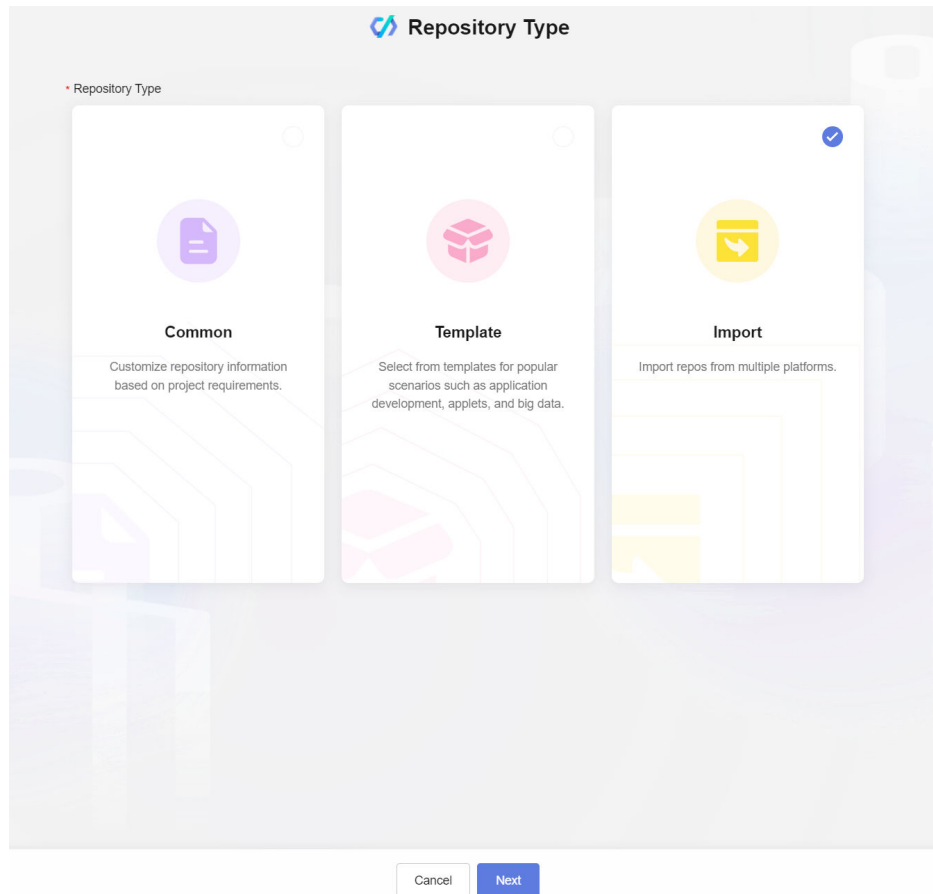 Repository Type
* Repository Type
Common
Customize repository information
based on project requirements.
Template
Select from templates for popular
scenarios such as application
development, applets, and big data.
Import
Import repos from multiple platforms.
Cancel
Next